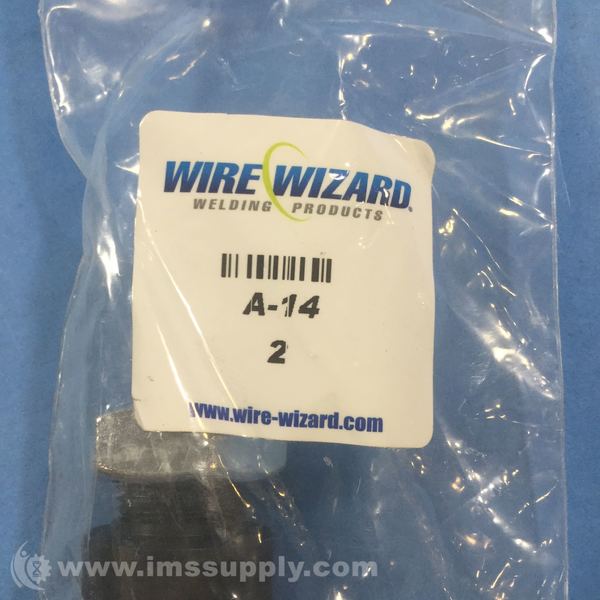 WIRE WIZARD®
WELDING PRODUCTS
A-14
2
www.wire-wizard.com
www.imssupply.com